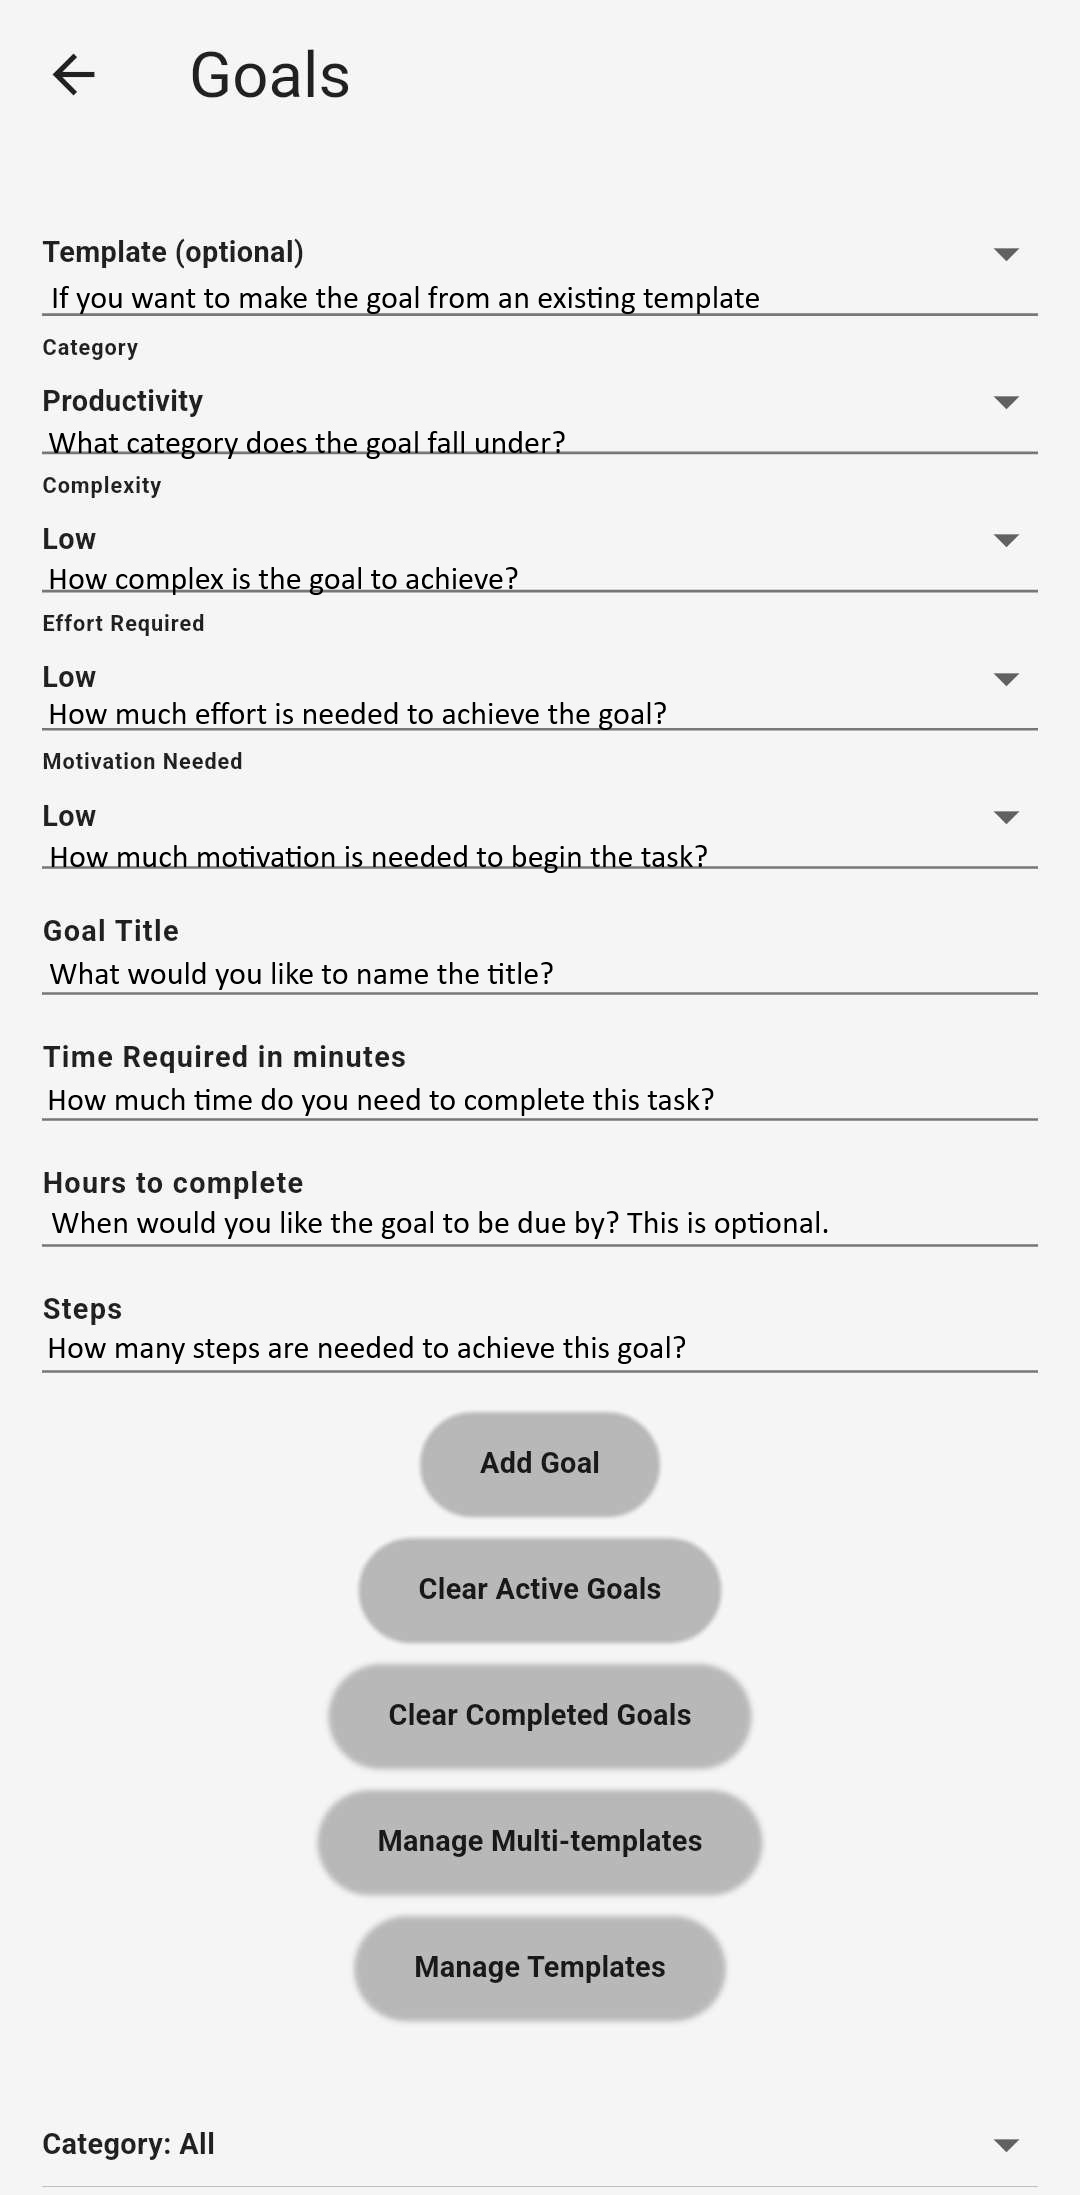 Goals
Template (optional)
If you want to make the goal from an existing template
Category
Productivity
What category does the goal fall under?
Complexity
Low
How complex is the goal to achieve?
Effort Required
Low
How much effort is needed to achieve the goal?
Motivation Needed
Low
How much motivation is needed to begin the task?
Goal Title
What would you like to name the title?
Time Required in minutes
How much time do you need to complete this task?
Hours to complete
When would you like the goal to be due by? This is optional.
Steps
How many steps are needed to achieve this goal?
Add Goal
Clear Active Goals
Clear Completed Goals
Manage Multi-templates
Manage Templates
Category: All